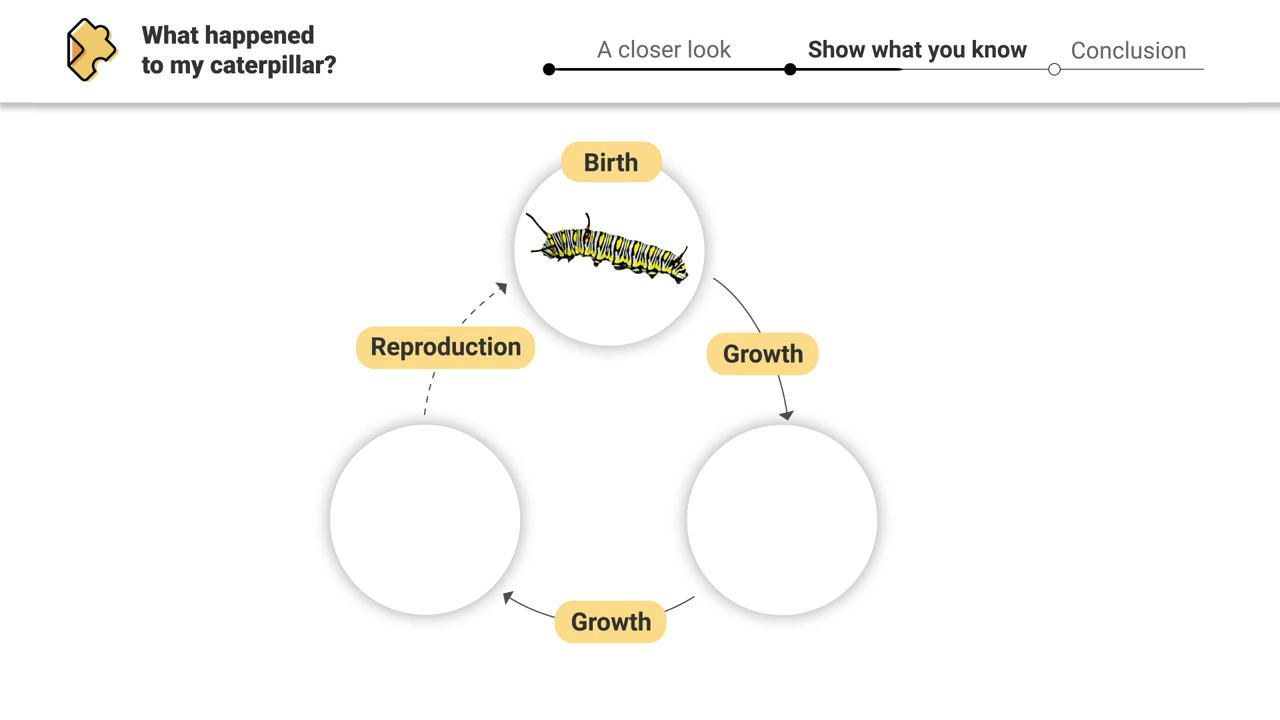 What happened
to my caterpillar?
A closer look
Show what you know
Conclusion
Birth
Reproduction
Growth
Growth